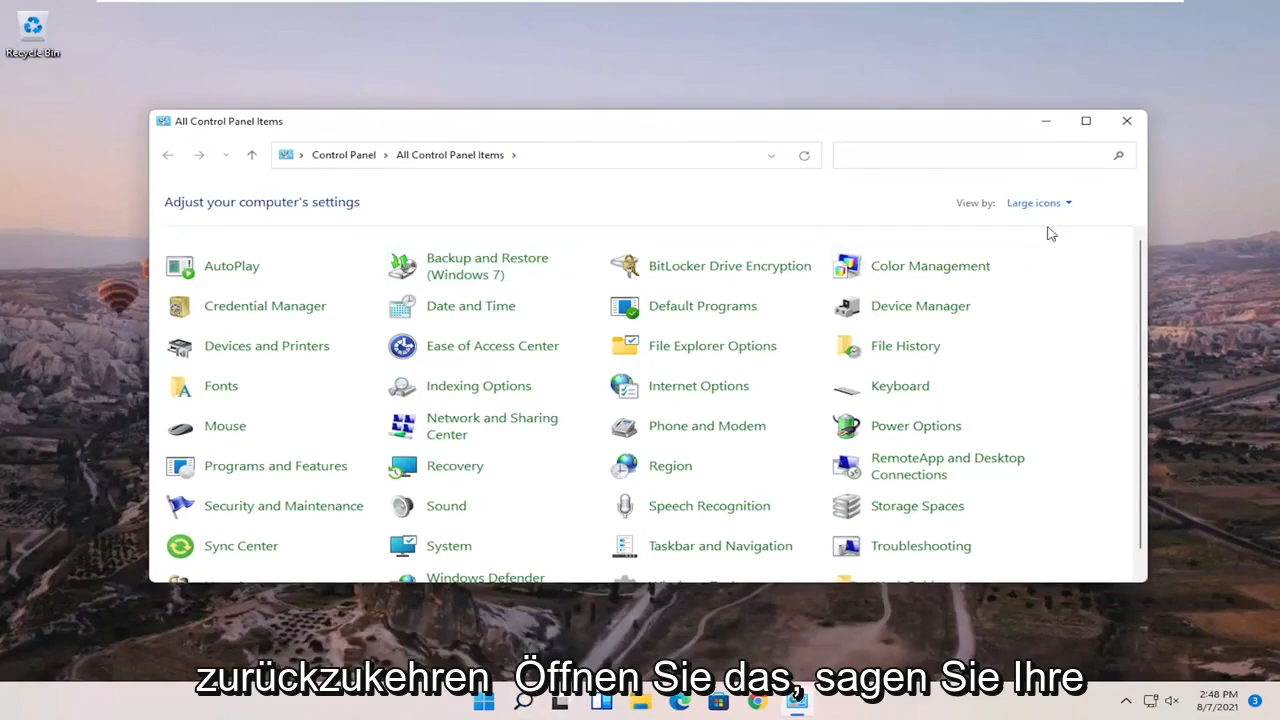 Recycle Bin
All Control Panel Items
Control Panel
All Control Panel Items
Adjust your computer's settings
View by:
Large icons
AutoPlay
Backup and Restore
(Windows 7)
BitLocker Drive Encryption
Color Management
Credential Manager
Date and Time
Default Programs
Device Manager
Devices and Printers
Ease of Access Center
File Explorer Options
File History
Fonts
Indexing Options
Internet Options
Keyboard
Mouse
Network and Sharing
Center
Phone and Modem
Power Options
Programs and Features
Recovery
Region
RemoteApp and Desktop
Connections
Security and Maintenance
Sound
Speech Recognition
Storage Spaces
Sync Center
System
Taskbar and Navigation
Troubleshooting
Windows Defender
zurückzukehren Öffnen Sie das, sagen Sie Ihre
2:48 PM
8/7/2021
3